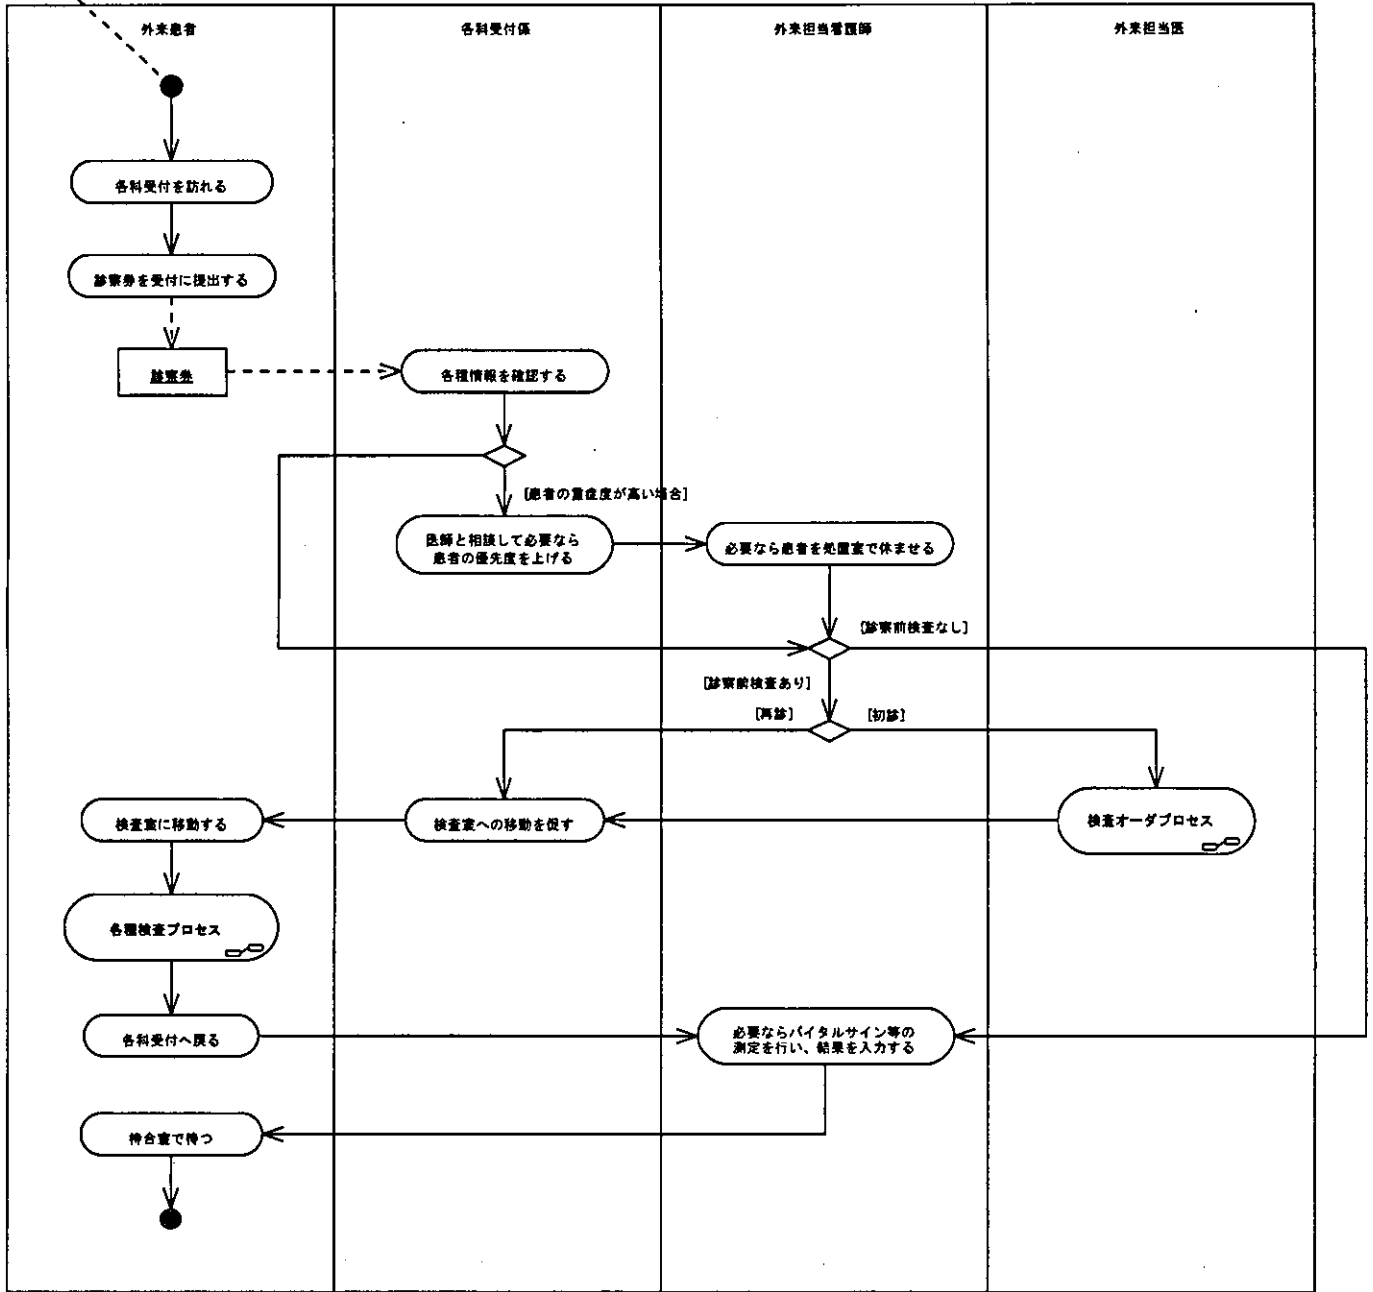 外来患者
各科受付係
外来担当看護師
外来担当医
各科受付を訪れる
診察券を受付に提出する
診察券
各種情報を確認する
[患者の重症度が高い場合]
医師と相談して必要なら
患者の優先度を上げる
必要なら患者を処置室で休ませる
[診察前検査なし]
[診察前検査あり]
[再診]
[初診]
検査室に移動する
検査室への移動を促す
検査オーダプロセス
各種検査プロセス
各科受付へ戻る
必要ならバイタルサイン等の
測定を行い、結果を入力する
待合室で待つ